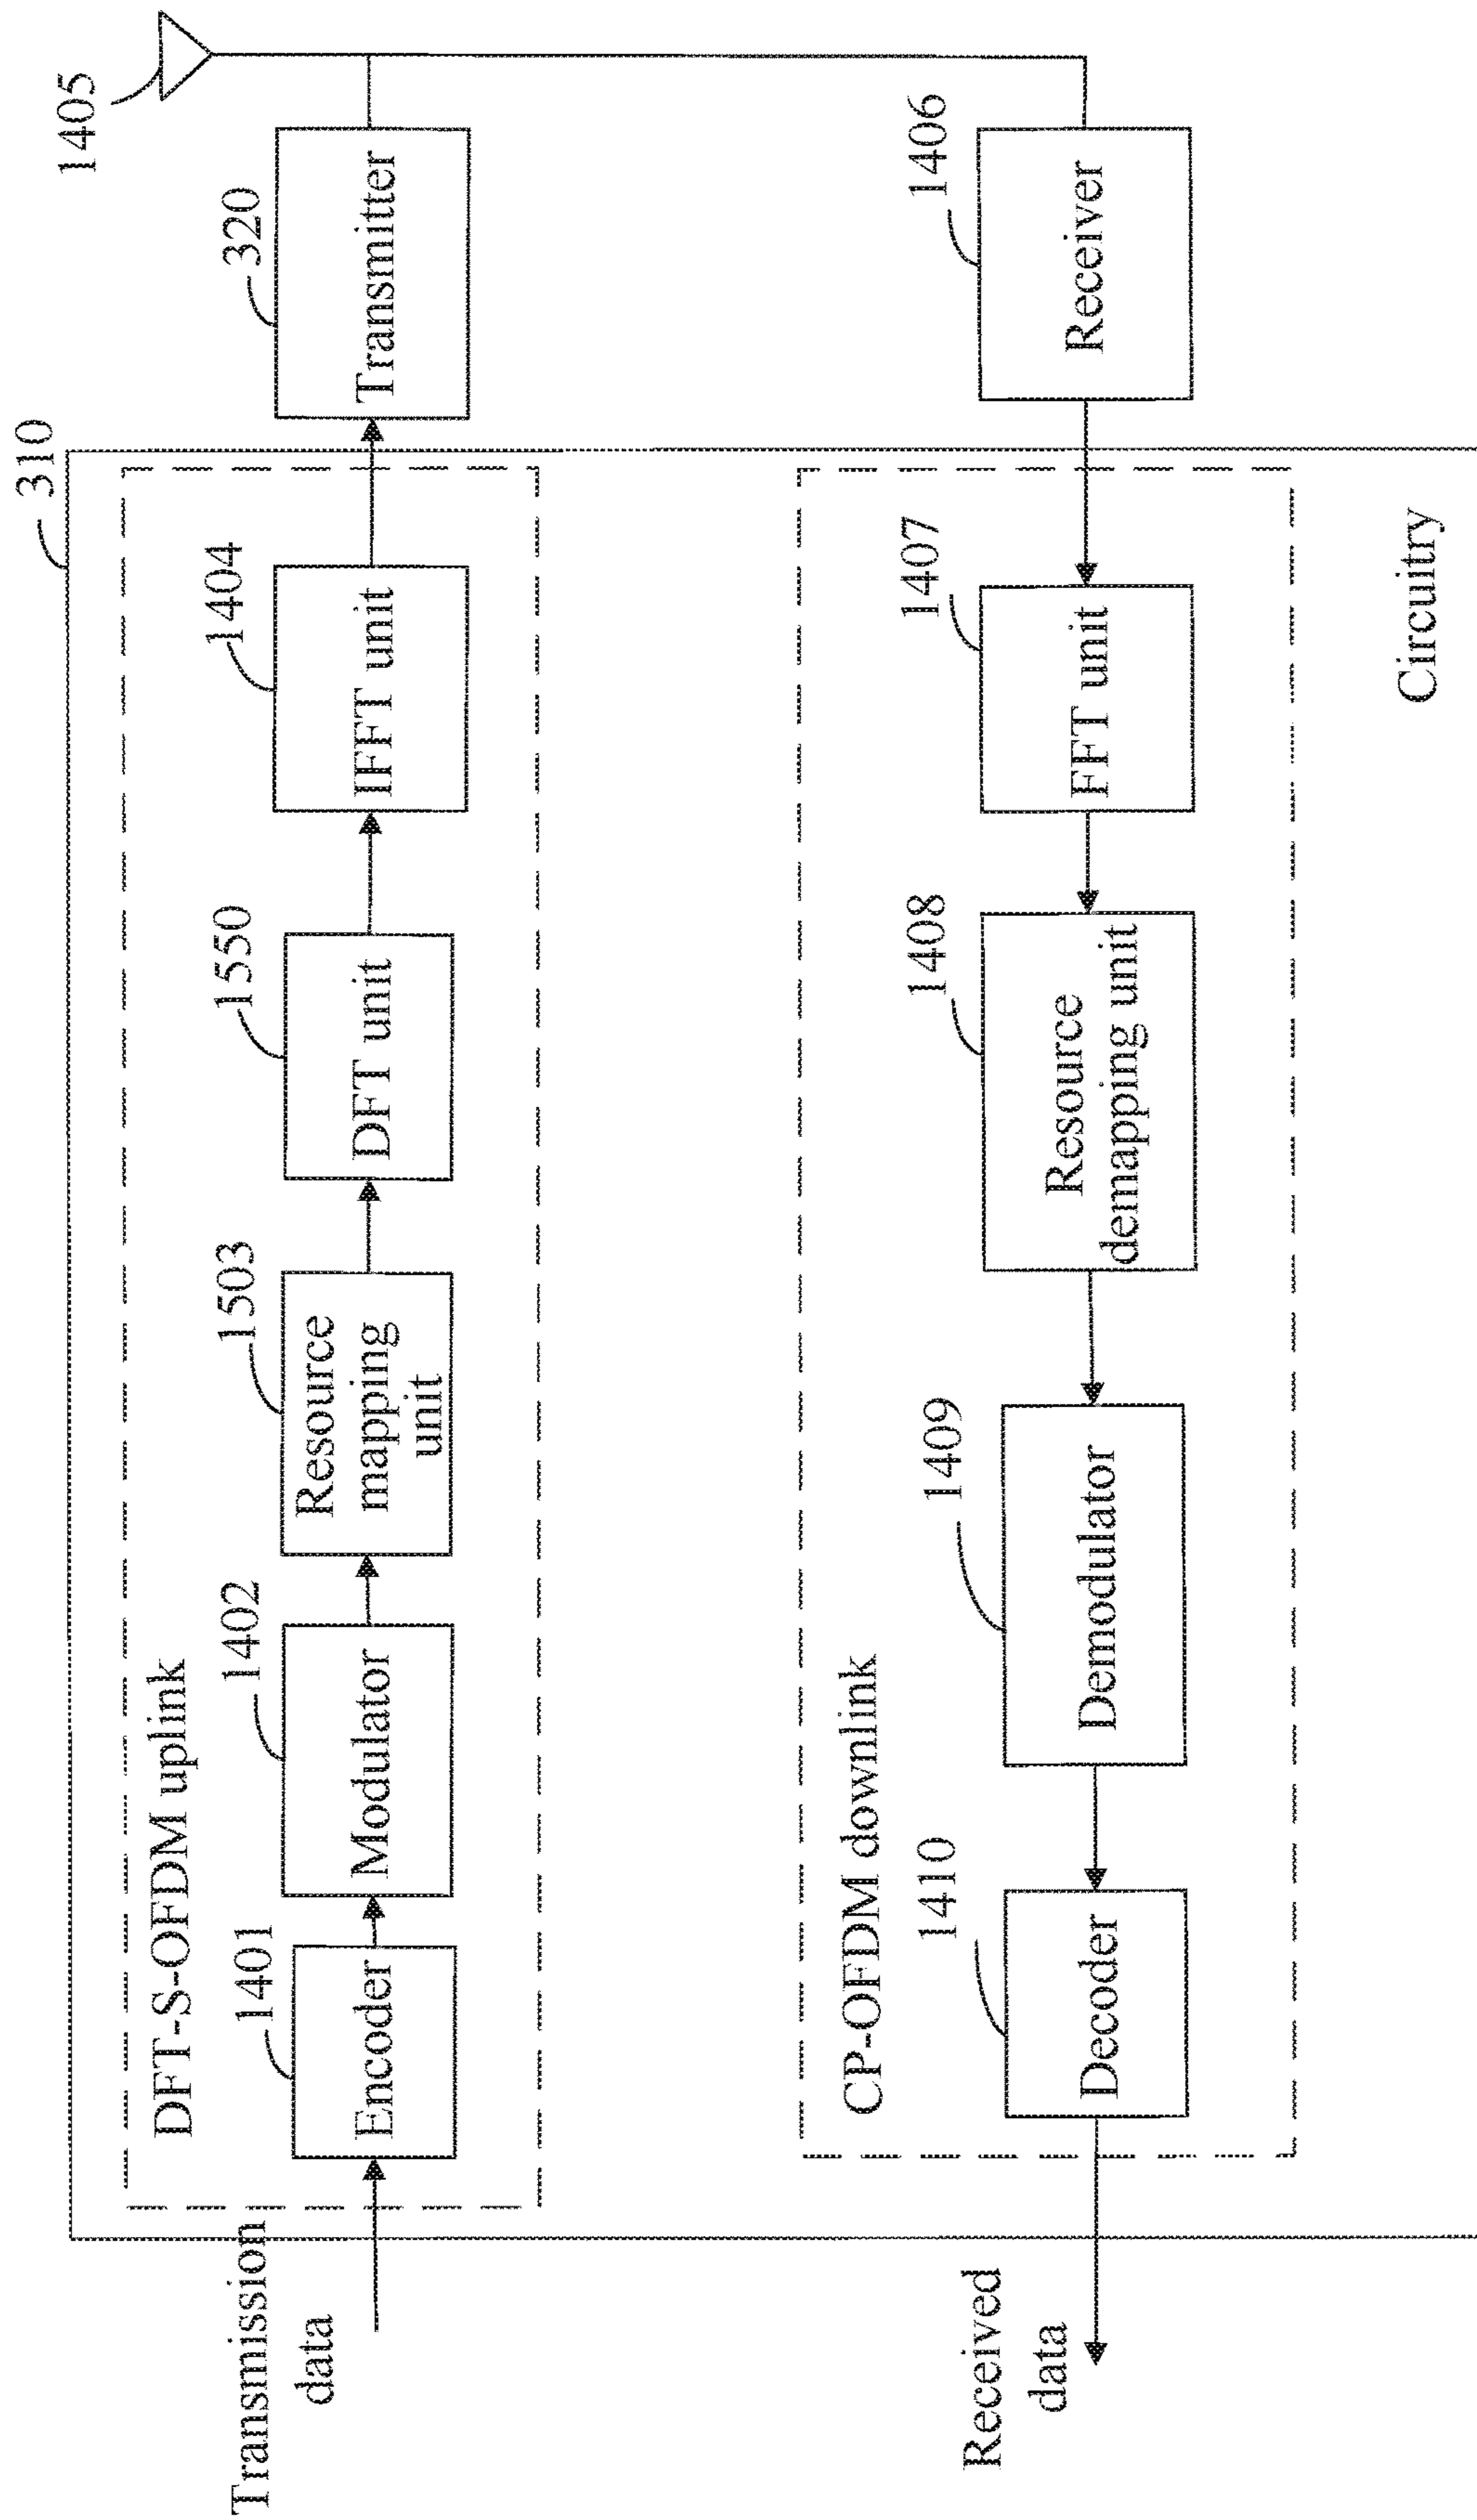 310
1405
DFT-S-OFDM uplink
1401
1402
1503
1550
1404
320
Transmission
data
Encoder
Modulator
Resource
mapping
unit
DFT unit
IFFT unit
Transmitter
CP-OFDM downlink
1410
1409
1408
1407
1406
Received
data
Decoder
Demodulator
Resource
demapping unit
FFT unit
Receiver
Circuitry